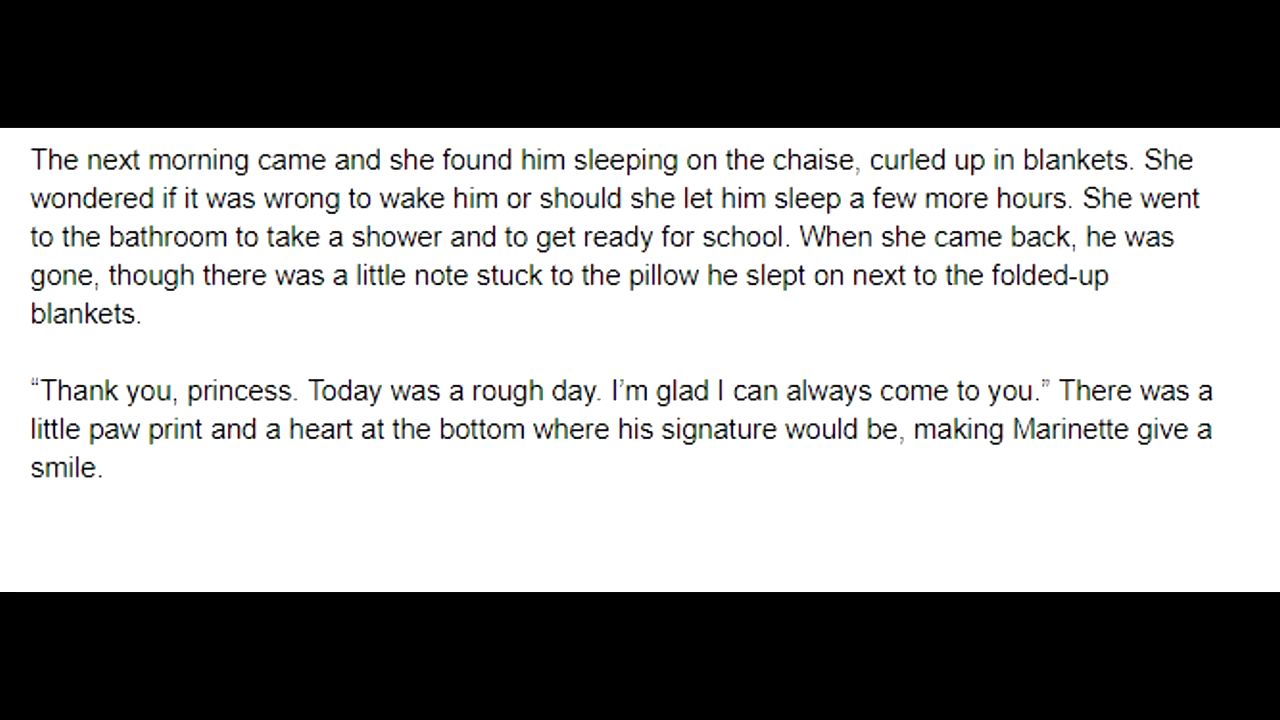 The next morning came and she found him sleeping on the chaise, curled up in blankets. She
wondered if it was wrong to wake him or should she let him sleep a few more hours. She went
to the bathroom to take a shower and to get ready for school. When she came back, he was
gone, though there was a little note stuck to the pillow he slept on next to the folded-up
blankets.
“Thank you, princess. Today was a rough day. I’m glad I can always come to you.” There was a
little paw print and a heart at the bottom where his signature would be, making Marinette give a
smile.